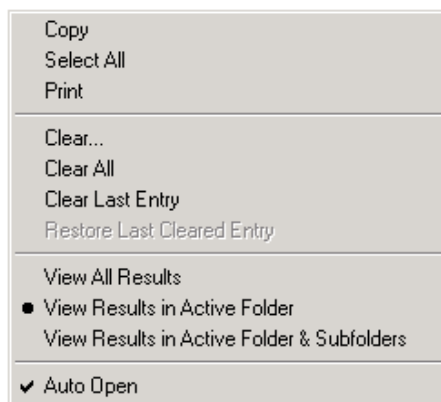 Copy
Select All
Print
Clear...
Clear All
Clear Last Entry
Restore Last Cleared Entry
View All Results
View Results in Active Folder
View Results in Active Folder & Subfolders
Auto Open